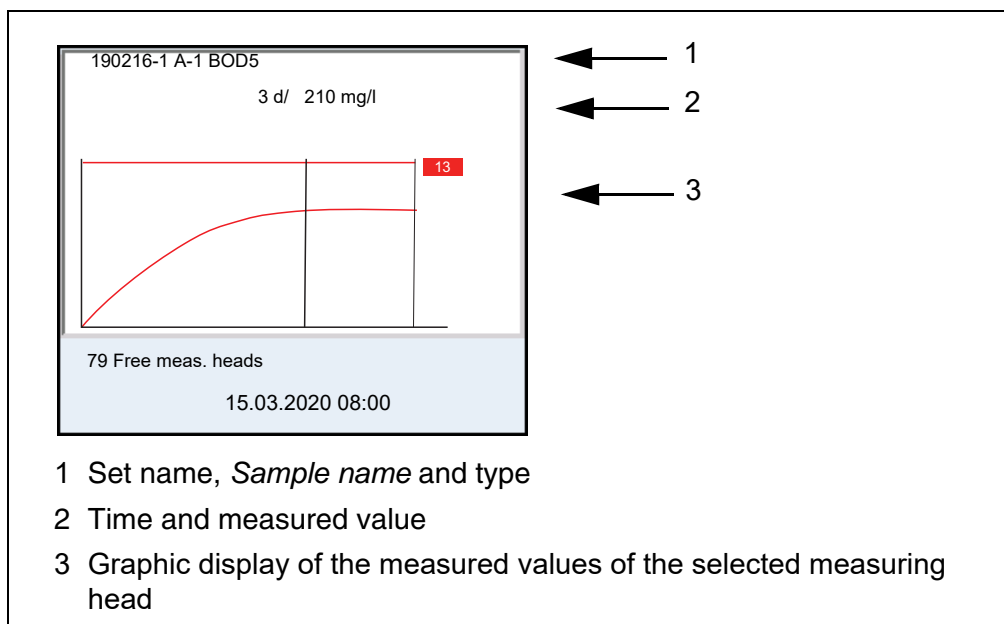 190216-1 A-1 BOD5
3 d/ 210 mg/l
13
79 Free meas. heads
15.03.2020 08:00
1
2
3
1 Set name, Sample name and type
2 Time and measured value
3 Graphic display of the measured values of the selected measuring
head